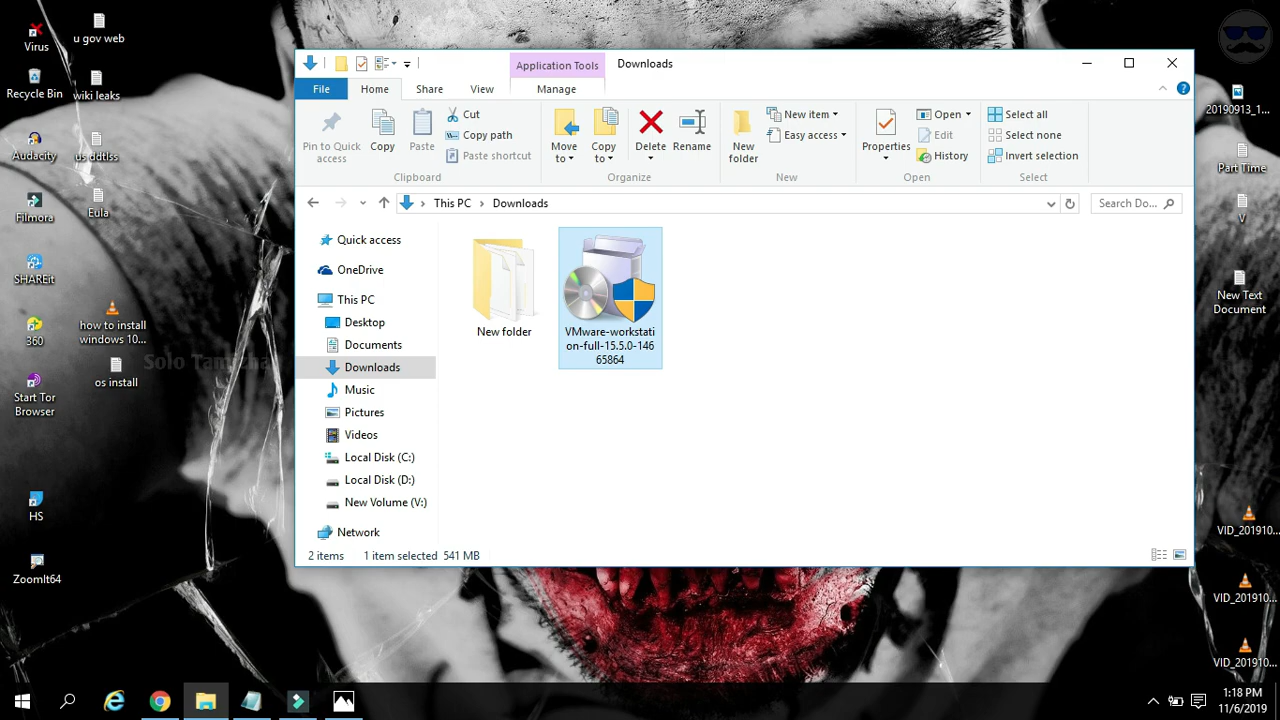 Virus
u gov web
Recycle Bin
wiki leaks
Audacity
us ddtlss
Filmora
Eula
SHAREit
360
how to install
windows 10...
Start Tor
Browser
os install
HS
ZoomIt64
Solo Tamizhan
Application Tools
Downloads
File
Home
Share
View
Manage
Pin to Quick
access
Copy
Paste
Cut
Copy path
Paste shortcut
Clipboard
Move
to
Copy
to
Delete
Rename
Organize
New
folder
New item
Easy access
New
Properties
Open
Edit
History
Open
Select all
Select none
Invert selection
Select
This PC
Downloads
Search Do...
Quick access
OneDrive
This PC
Desktop
Documents
Downloads
Music
Pictures
Videos
Local Disk (C:)
Local Disk (D:)
New Volume (V:)
Network
New folder
VMware-workstati
on-full-15.5.0-146
65864
2 items
1 item selected
541 MB
20190913_1...
Part Time
V
New Text
Document
VID_201910...
VID_201910...
VID_201910...
1:18 PM
11/6/2019